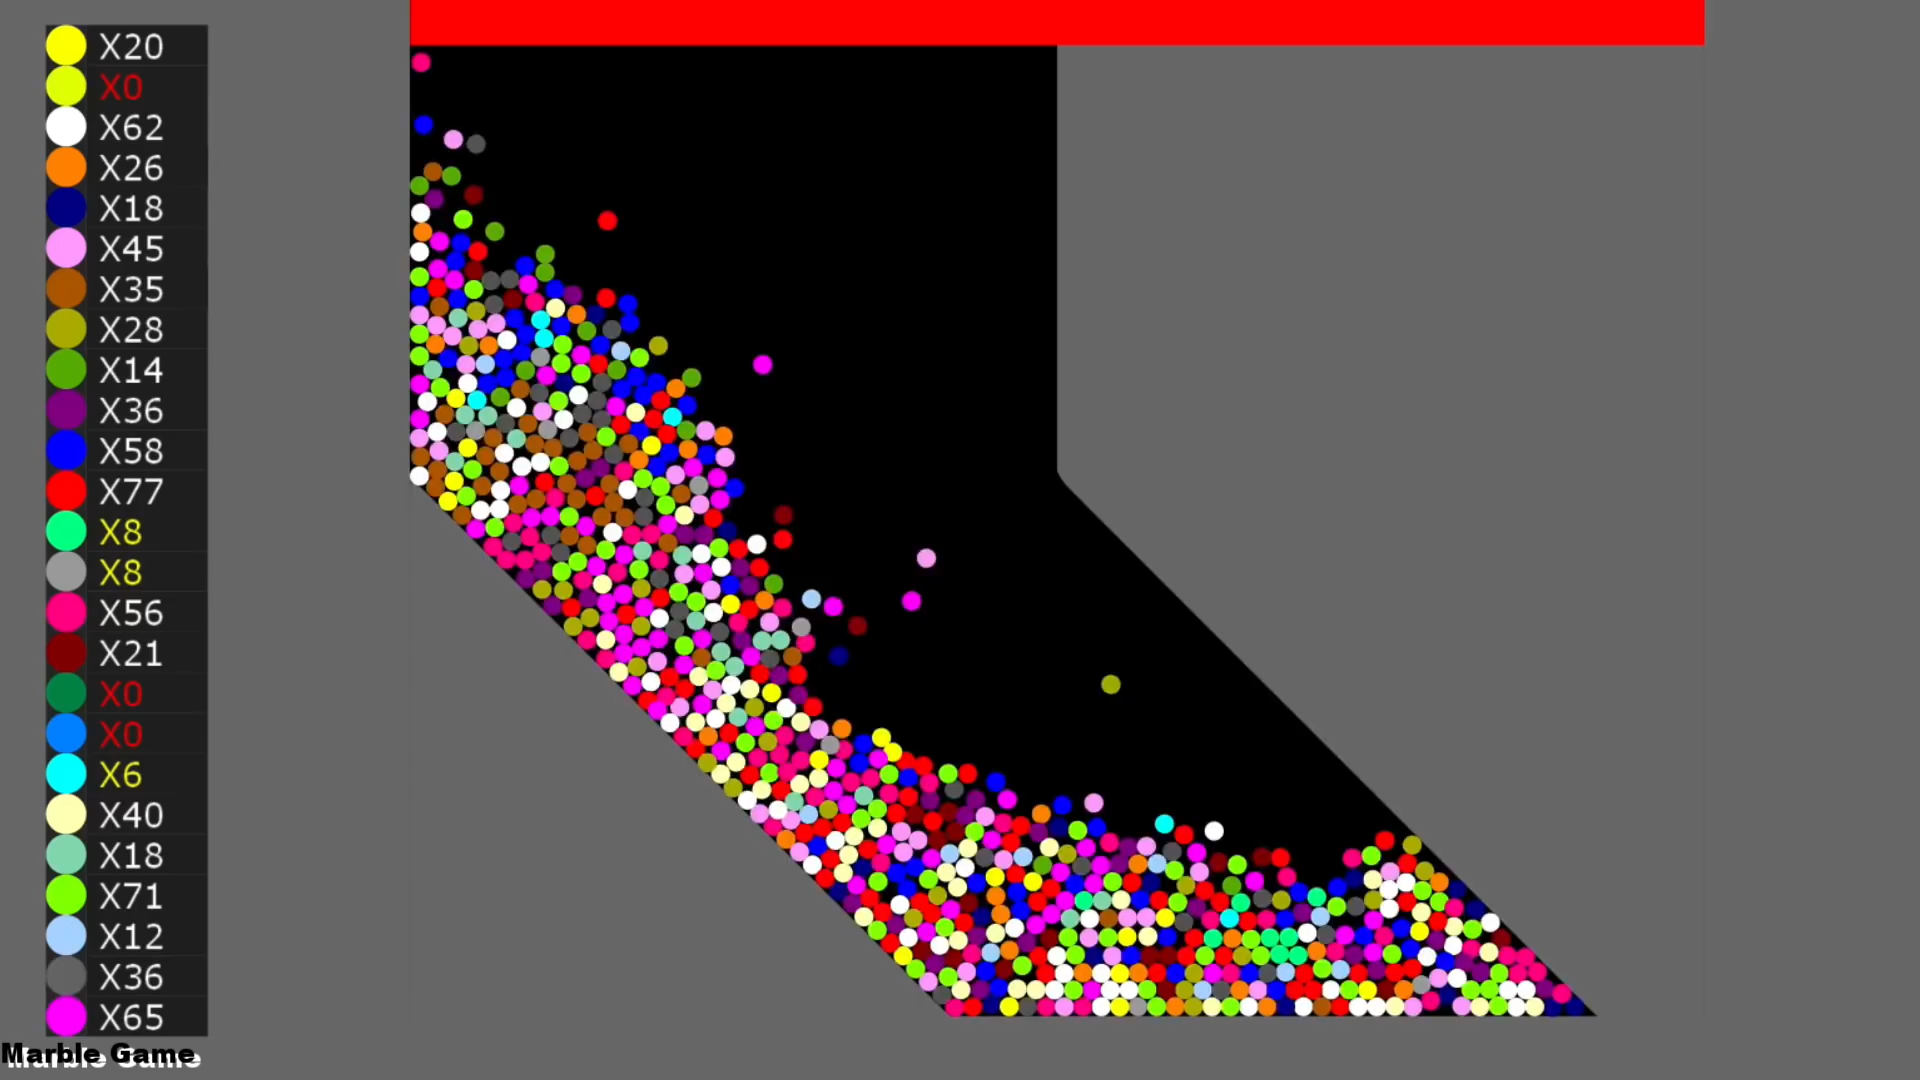 X20
X0
X62
X26
X18
X45
X35
X28
X14
X36
X58
X77
X8
X8
X56
X21
X0
X0
X6
X40
X18
X71
X12
X36
X65
Marble Game